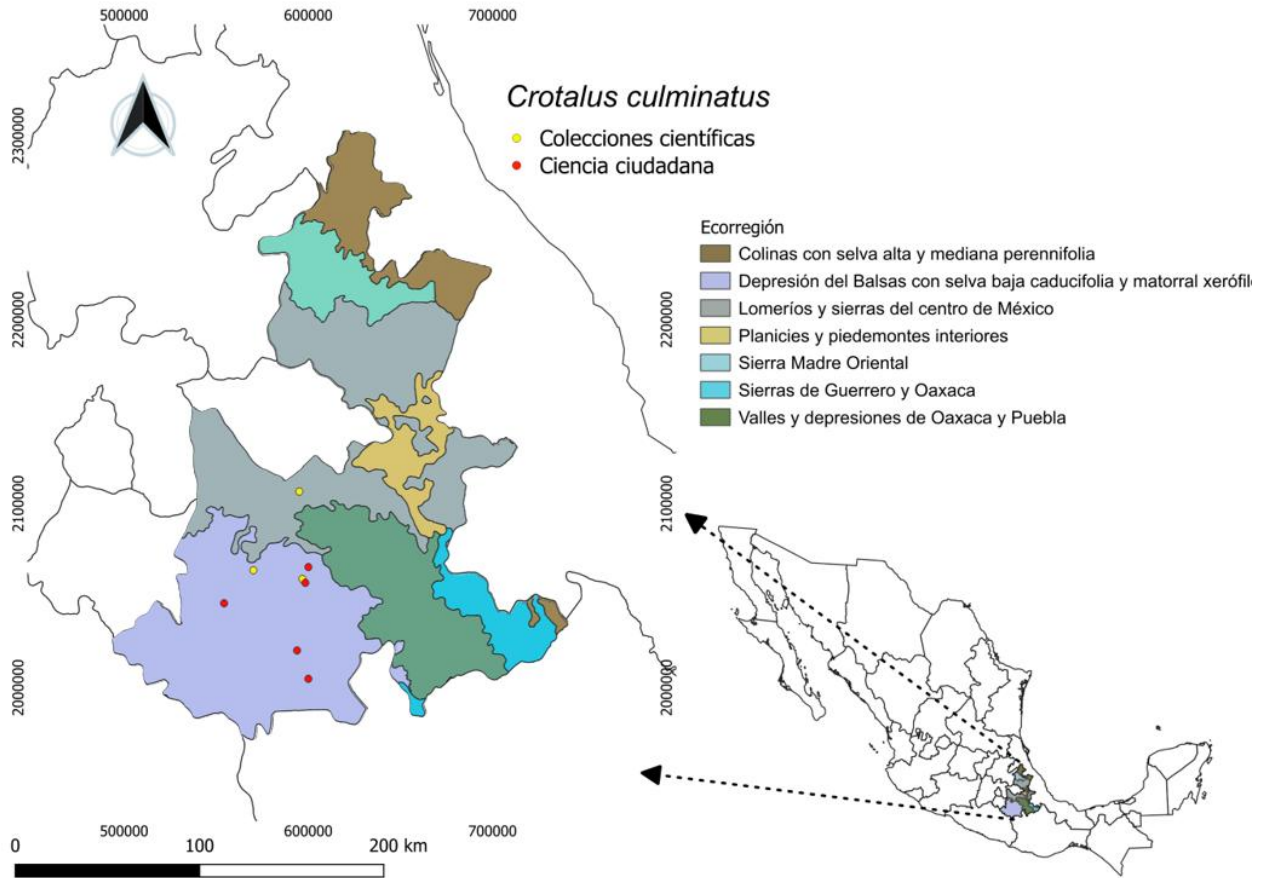 500000 600000 700000
Crotalus culminatus
Colecciones científicas
Ciencia ciudadana
2300000
2200000
2100000
2000000
2200000
2100000
2000000
Ecorregión
Colinas con selva alta y mediana perennifolia
Depresión del Balsas con selva baja caducifolia y matorral xerófil
Lomeríos y sierras del centro de México
Planicies y piedemontes interiores
Sierra Madre Oriental
Sierras de Guerrero y Oaxaca
Valles y depresiones de Oaxaca y Puebla
500000 600000 700000
0 100 200 km